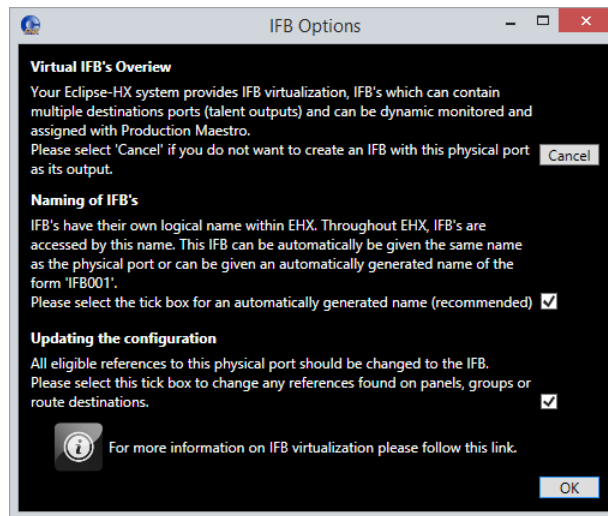 IFB Options
Virtual IFB's Overiew
Your Eclipse-HX system provides IFB virtualization, IFB's which can contain
multiple destinations ports (talent outputs) and can be dynamic monitored and
assigned with Production Maestro.
Please select 'Cancel' if you do not want to create an IFB with this physical port
as its output.
Cancel
Naming of IFB's
IFB's have their own logical name within EHX. Throughout EHX, IFB's are
accessed by this name. This IFB can be automatically be given the same name
as the physical port or can be given an automatically generated name of the
form 'IFB001'.
Please select the tick box for an automatically generated name (recommended)
Updating the configuration
All eligible references to this physical port should be changed to the IFB.
Please select this tick box to change any references found on panels, groups or
route destinations.
For more information on IFB virtualization please follow this link.
OK